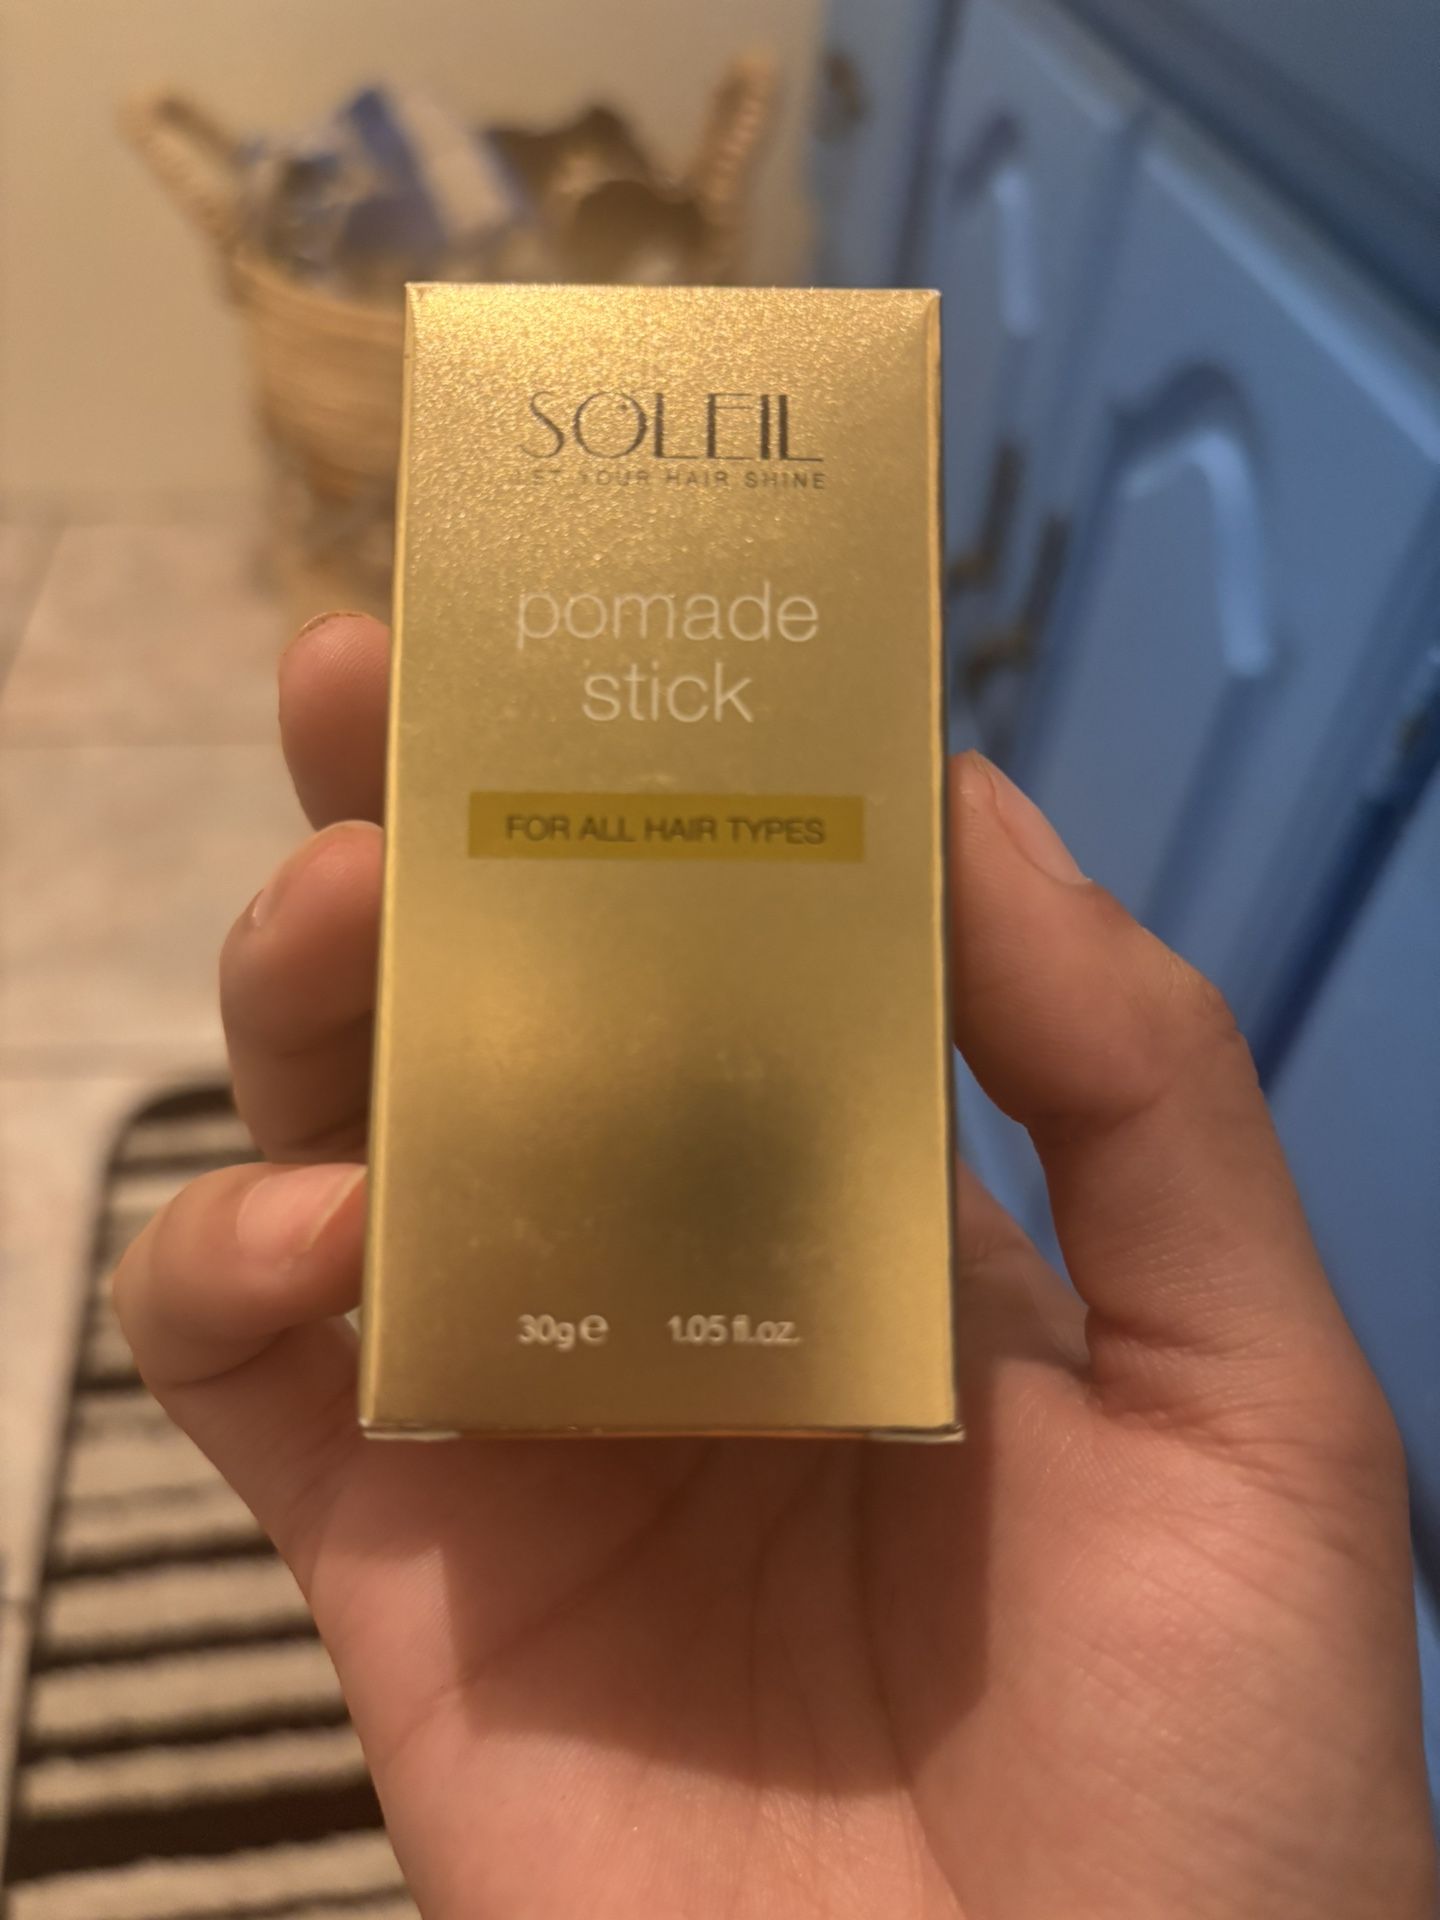 SOLEIL
LET YOUR HAIR SHINE
pomade
stick
FOR ALL HAIR TYPES
30g e 1.05 fl.oz.